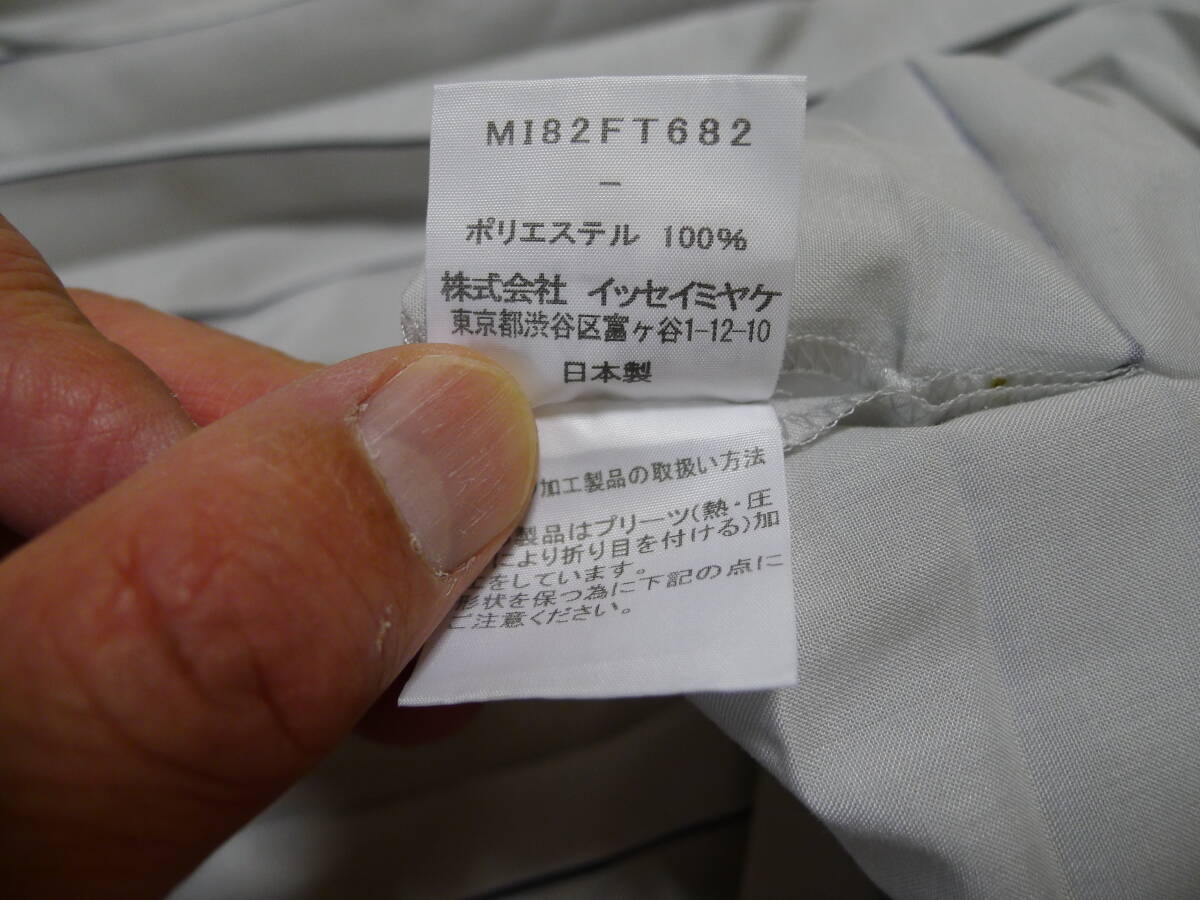 MI82FT682
—
ポリエステル 100%
株式会社 イッセイミヤケ
東京都渋谷区富ヶ谷1-12-10
日本製
加工製品の取扱い方法
製品はプリーツ(熱・圧
により折り目を付ける)加
をしています。
形状を保つ為に下記の点に
ご注意ください。